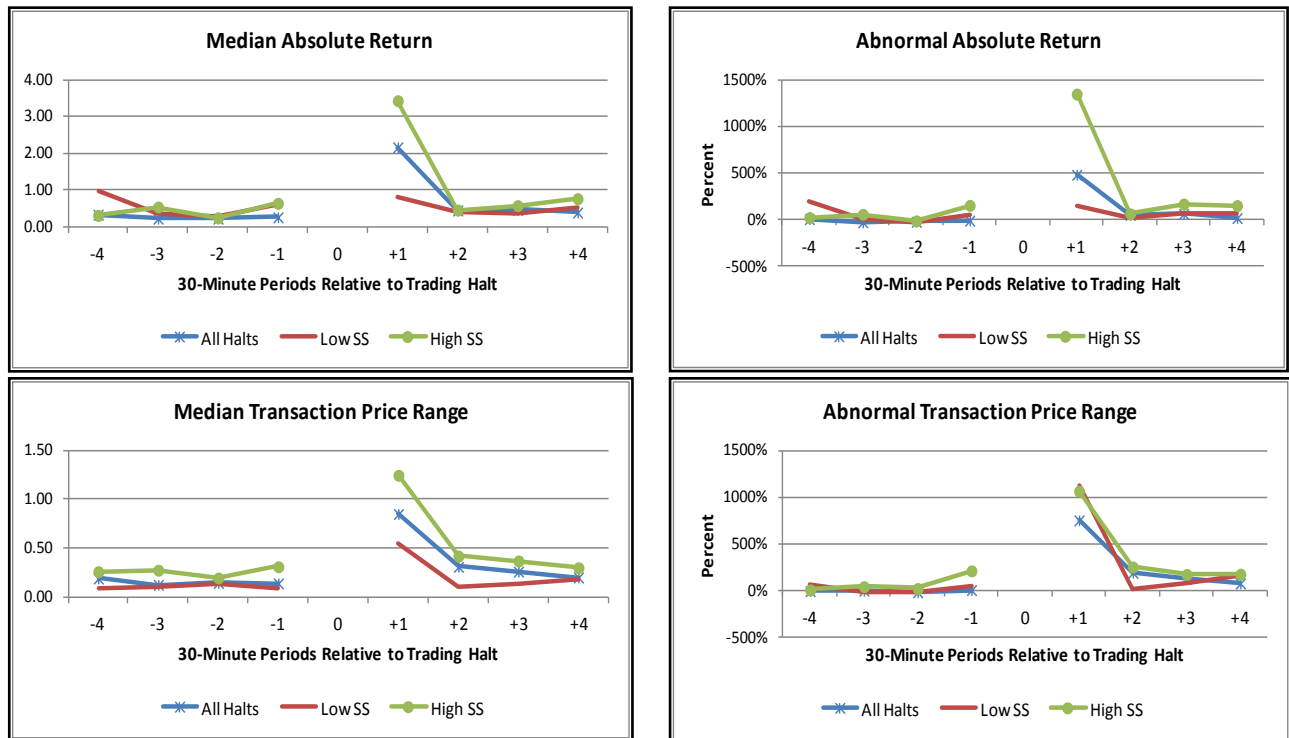 Median Absolute Return
4.00
3.00
2.00
1.00
0.00
-4 -3 -2 -1 0 +1 +2 +3 +4
30-Minute Periods Relative to Trading Halt
All Halts Low SS High SS
Abnormal Absolute Return
1500%
1000%
500%
0%
-500%
Percent
-4 -3 -2 -1 0 +1 +2 +3 +4
30-Minute Periods Relative to Trading Halt
All Halts Low SS High SS
Median Transaction Price Range
1.50
1.00
0.50
0.00
-4 -3 -2 -1 0 +1 +2 +3 +4
30-Minute Periods Relative to Trading Halt
All Halts Low SS High SS
Abnormal Transaction Price Range
1500%
1000%
500%
0%
-500%
Percent
-4 -3 -2 -1 0 +1 +2 +3 +4
30-Minute Periods Relative to Trading Halt
All Halts Low SS High SS